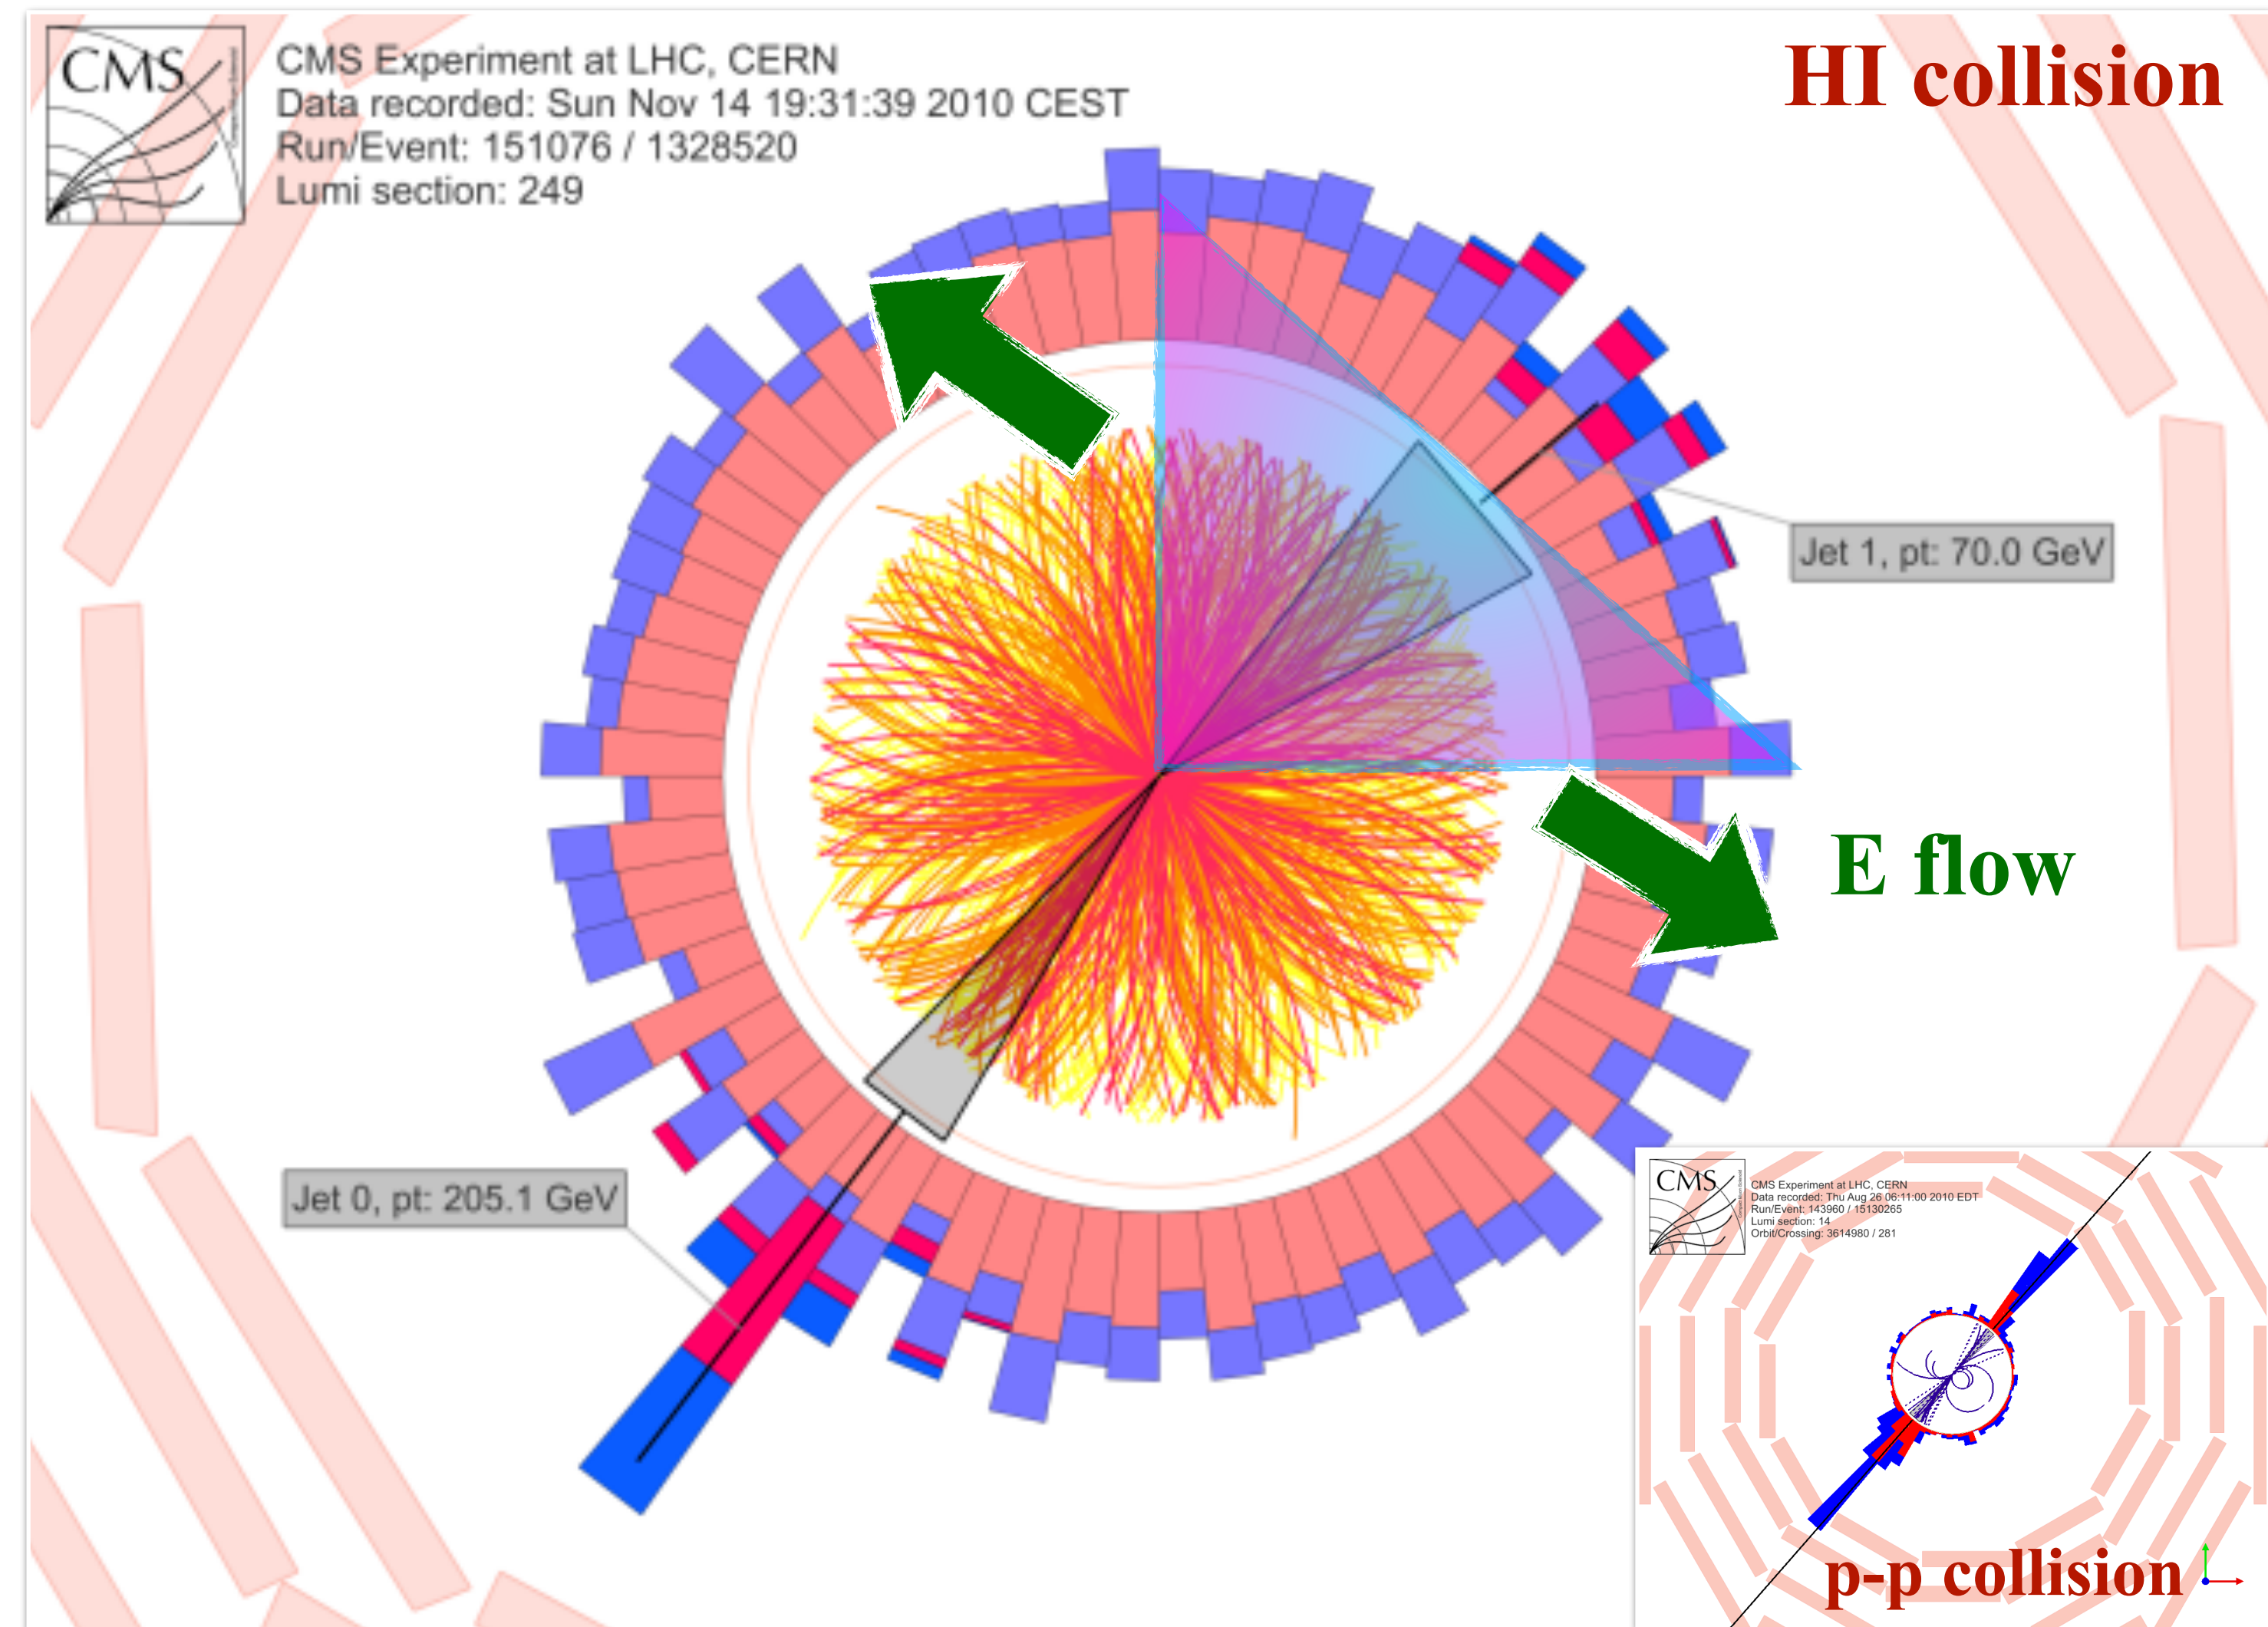 CMS
CMS Experiment at LHC, CERN
Data recorded: Sun Nov 14 19:31:39 2010 CEST
Run/Event: 151076 / 1328520
Lumi section: 249
HI collision
Jet 1, pt: 70.0 GeV
E flow
Jet 0, pt: 205.1 GeV
CMS
CMS Experiment at LHC, CERN
Data recorded: Thu Aug 26 06:11:00 2010 EDT
Run/Event: 143960 / 15130265
Lumi section: 14
Orbit/Crossing: 3614980 / 281
p-p collision